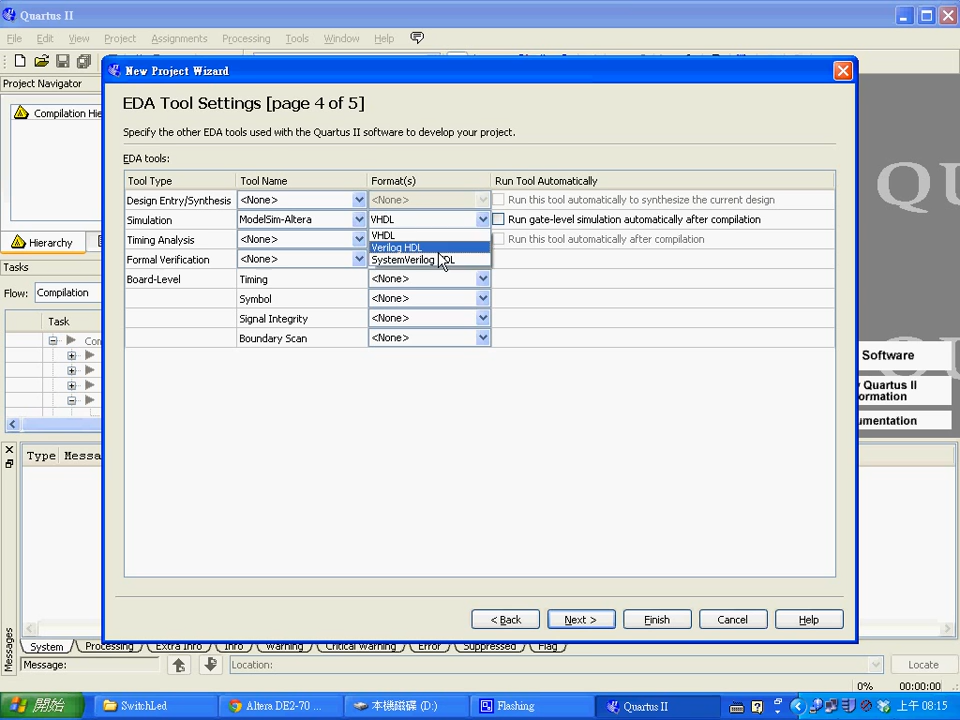 Quartus II
File Edit View Project Assignments Processing Tools Window Help
Project Navigator
Compilation Hie
Hierarchy
Tasks
Flow: Compilation
Task
Con
Type Messa
New Project Wizard
EDA Tool Settings [page 4 of 5]
Specify the other EDA tools used with the Quartus II software to develop your project.
EDA tools:
Tool Type Tool Name Format(s) Run Tool Automatically
Design Entry/Synthesis <None> <None> Run this tool automatically to synthesize the current design
Simulation ModelSim-Altera VHDL Run gate-level simulation automatically after compilation
Timing Analysis <None> VHDL Run this tool automatically after compilation
Verilog HDL
Formal Verification <None> SystemVerilog
Board-Level Timing <None>
Symbol <None>
Signal Integrity <None>
Boundary Scan <None>
< Back Next > Finish Cancel Help
QU
QU
Software
Quartus II
ormation
umentation
Messages
System Processing Extra Info Info Warning Critical Warning Error Suppressed Flag
Message: Location: Locate
0% 00:00:00
開始 SwitchLed Altera DE2-70 ... 本機磁碟 (D:) Flashing Quartus II 上午 08:15